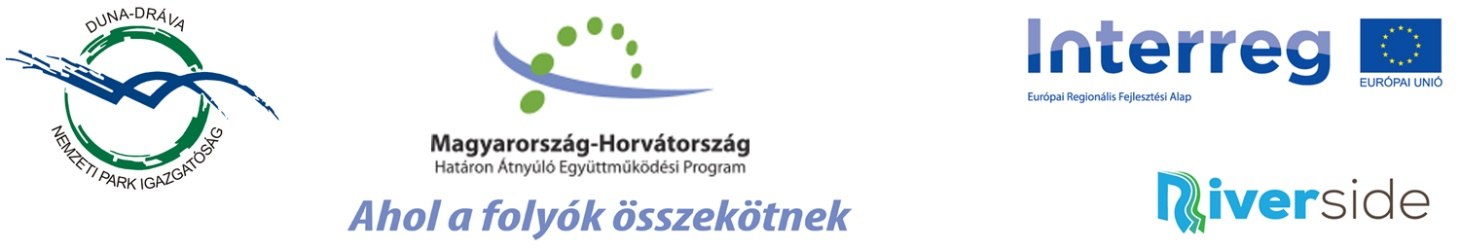 DUNA-DRÁVA
NEMZETI PARK IGAZGATÓSÁG
Magyarország-Horvátország
Határon Átnyúló Együttműködési Program
Ahol a folyók összekötnek
Interreg
EURÓPAI UNIÓ
Európai Regionális Fejlesztési Alap
Riverside